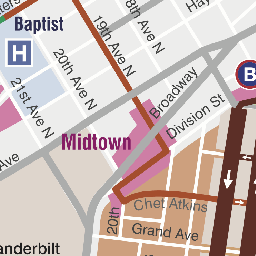 Baptist
H
18th Ave N
Hay
19th Ave N
20th Ave N
21st Ave N
Broadway
B
Division St
Midtown
Ave
20th
Chet Atkins
Grand Ave
anderbilt